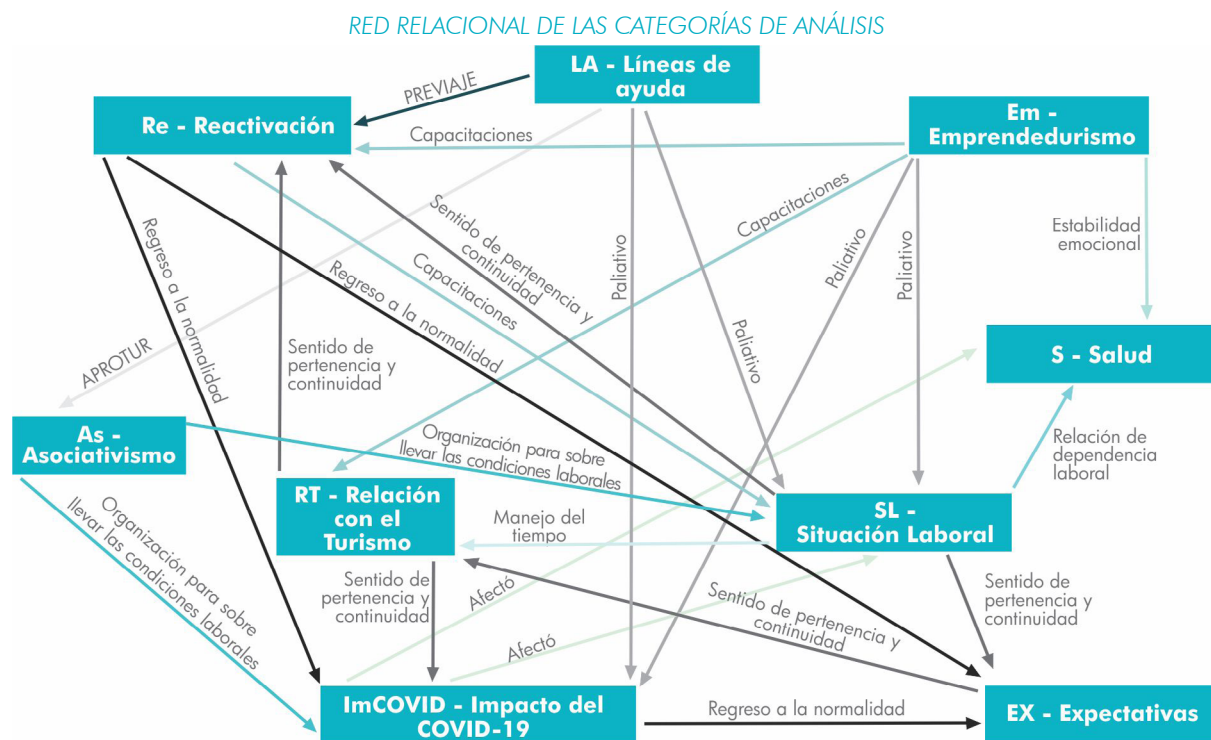 RED RELACIONAL DE LAS CATEGORÍAS DE ANÁLISIS
LA - Líneas de
ayuda
PREVIAJE
Re - Reactivación
Em -
Emprendedurismo
Capacitaciones
Capacitaciones
Sentido de pertenencia y
continuidad
Capacitaciones
Regreso a la normalidad
Regreso a la normalidad
Paliativo
Paliativo
Paliativo
Paliativo
Estabilidad
emocional
APROTUR
Sentido de
pertenencia y
continuidad
S - Salud
As -
Asociativismo
Organización para sobre
llevar las condiciones laborales
Relación de
dependencia
laboral
RT - Relación
con el
Turismo
SL -
Situación Laboral
Manejo del
tiempo
Organización para sobre
llevar las condiciones laborales
Sentido de
pertenencia y
continuidad
Afectó
Afectó
Sentido de pertenencia y
continuidad
Sentido de
pertenencia y
continuidad
ImCOVID - Impacto del
COVID-19
Regreso a la normalidad
EX - Expectativas